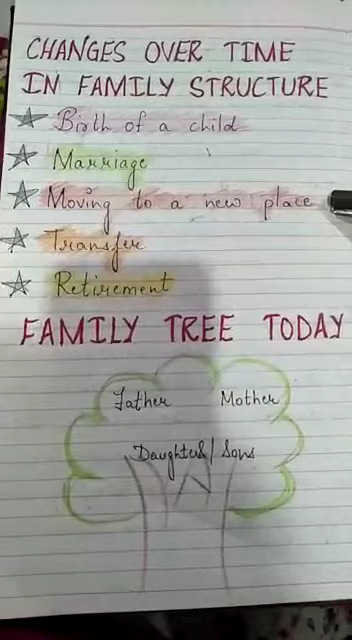 CHANGES OVER TIME
IN FAMILY STRUCTURE
Birth of a child
Marriage
Moving to a new place
Transfer
Retirement
FAMILY TREE TODAY
Father Mother
Daughters/Sons